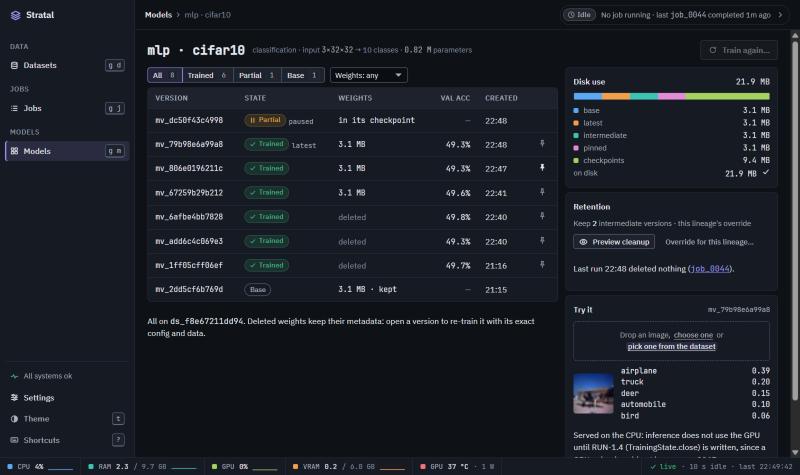 Stratal
DATA
Datasets g d
JOBS
Jobs g j
MODELS
Models g m
All systems ok
Settings
Theme t
Shortcuts ?
Models › mlp · cifar10
Idle No job running · last job_0044 completed 1m ago
mlp · cifar10 classification · input 3×32×32 → 10 classes · 0.82 M parameters
Train again…
All 8 Trained 6 Partial 1 Base 1 Weights: any
VERSION STATE WEIGHTS VAL ACC CREATED
mv_dc50f43c4998 Partial paused in its checkpoint — 22:48
mv_79b98e6a99a8 Trained latest 3.1 MB 49.3% 22:48
mv_806e0196211c Trained 3.1 MB 49.3% 22:47
mv_67259b29b212 Trained 3.1 MB 49.6% 22:41
mv_6afbe4bb7828 Trained deleted 49.8% 22:40
mv_add6c4c069e3 Trained deleted 49.3% 22:40
mv_1ff05cff06ef Trained deleted 49.7% 21:16
mv_2dd5cf6b769d Base 3.1 MB · kept — 21:15
All on ds_f8e67211dd94. Deleted weights keep their metadata: open a version to re-train it with its exact
config and data.
Disk use 21.9 MB
base 3.1 MB
latest 3.1 MB
intermediate 3.1 MB
pinned 3.1 MB
checkpoints 9.4 MB
on disk 21.9 MB
Retention
Keep 2 intermediate versions · this lineage's override
Preview cleanup Override for this lineage…
Last run 22:48 deleted nothing (job_0044).
Try it mv_79b98e6a99a8
Drop an image, choose one or
pick one from the dataset
airplane 0.39
truck 0.20
deer 0.15
automobile 0.10
bird 0.06
Served on the CPU: inference does not use the GPU
until RUN-1.4 (TrainingState.close) is written, since a
CPU 4% RAM 2.3 / 9.7 GB GPU 0% VRAM 0.2 / 6.0 GB GPU 37 °C · 1 W live · 10 s idle · last 22:49:42